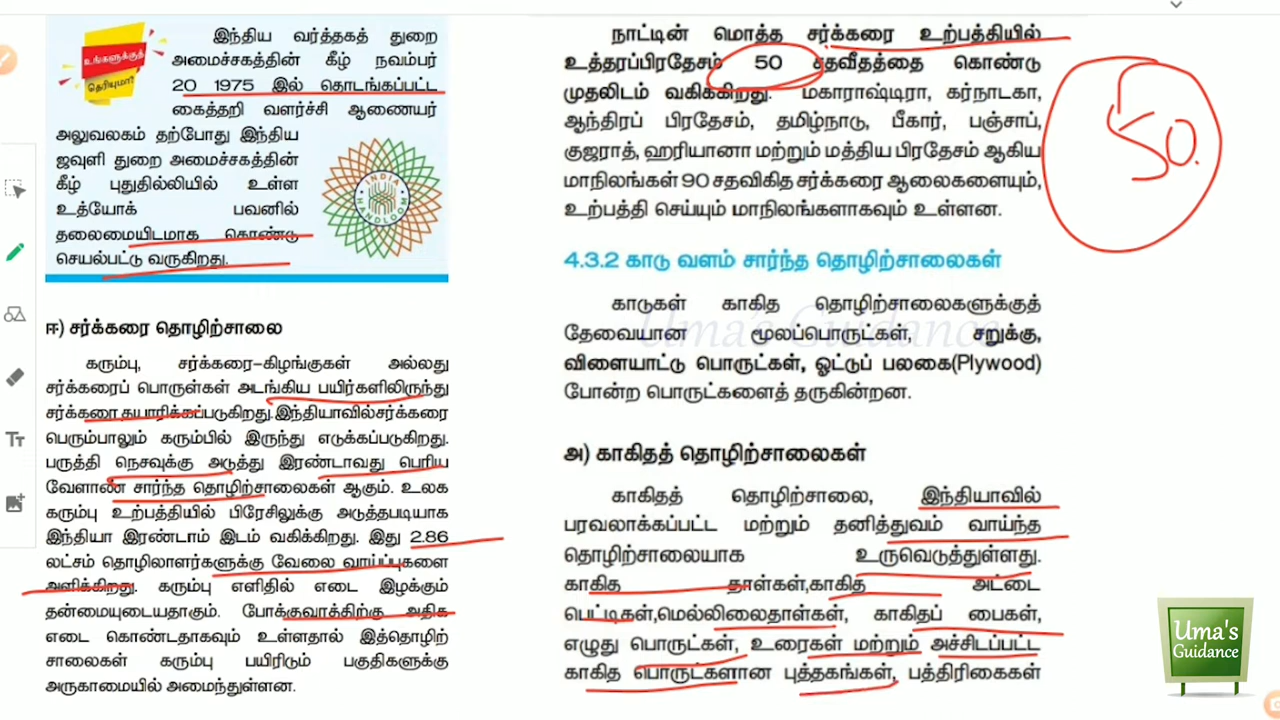 உங்களுக்குத்
தெரியுமா?
இந்திய வர்த்தகத் துறை
அமைச்சகத்தின் கீழ் நவம்பர்
20 1975 இல் தொடங்கப்பட்ட
கைத்தறி வளர்ச்சி ஆணையர்
அலுவலகம் தற்போது இந்திய
ஜவுளி துறை அமைச்சகத்தின்
கீழ் புதுதில்லியில் உள்ள
உத்யோக் பவனில்
தலைமையிடமாக கொண்டு
செயல்பட்டு வருகிறது.
INDIA
HANDLOOM
ஈ) சர்க்கரை தொழிற்சாலை
கரும்பு, சர்க்கரை-கிழங்குகள் அல்லது
சர்க்கரைப் பொருள்கள் அடங்கிய பயிர்களிலிருந்து
சர்க்கரை தயாரிக்கப்படுகிறது.இந்தியாவில்சர்க்கரை
பெரும்பாலும் கரும்பில் இருந்து எடுக்கப்படுகிறது.
பருத்தி நெசவுக்கு அடுத்து இரண்டாவது பெரிய
வேளாண் சார்ந்த தொழிற்சாலைகள் ஆகும். உலக
கரும்பு உற்பத்தியில் பிரேசிலுக்கு அடுத்தபடியாக
இந்தியா இரண்டாம் இடம் வகிக்கிறது. இது 2.86
லட்சம் தொழிலாளர்களுக்கு வேலை வாய்ப்புகளை
அளிக்கிறது. கரும்பு எளிதில் எடை இழக்கும்
தன்மையுடையதாகும். போக்குவாத்திற்கு அதிக
எடை கொண்டதாகவும் உள்ளதால் இத்தொழிற்
சாலைகள் கரும்பு பயிரிடும் பகுதிகளுக்கு
அருகாமையில் அமைந்துள்ளன.
நாட்டின் மொத்த சர்க்கரை உற்பத்தியில்
உத்தரப்பிரதேசம் 50 சதவீதத்தை கொண்டு
முதலிடம் வகிக்கிறது. மகாராஷ்டிரா, கர்நாடகா,
ஆந்திரப் பிரதேசம், தமிழ்நாடு, பீகார், பஞ்சாப்,
குஜராத், ஹரியானா மற்றும் மத்திய பிரதேசம் ஆகிய
மாநிலங்கள் 90 சதவிகித சர்க்கரை ஆலைகளையும்,
உற்பத்தி செய்யும் மாநிலங்களாகவும் உள்ளன.
50.
4.3.2 காடு வளம் சார்ந்த தொழிற்சாலைகள்
காடுகள் காகித தொழிற்சாலைகளுக்குத்
தேவையான மூலப்பொருட்கள், சறுக்கு,
விளையாட்டு பொருட்கள், ஓட்டுப் பலகை(Plywood)
போன்ற பொருட்களைத் தருகின்றன.
Uma's Guidance
அ) காகிதத் தொழிற்சாலைகள்
காகிதத் தொழிற்சாலை, இந்தியாவில்
பரவலாக்கப்பட்ட மற்றும் தனித்துவம் வாய்ந்த
தொழிற்சாலையாக உருவெடுத்துள்ளது.
காகித தாள்கள்,காகித அட்டை
பெட்டிகள்,மெல்லிலைதாள்கள், காகிதப் பைகள்,
எழுது பொருட்கள், உரைகள் மற்றும் அச்சிடப்பட்ட
காகித பொருட்களான புத்தகங்கள், பத்திரிகைகள்
Uma's
Guidance
Tт